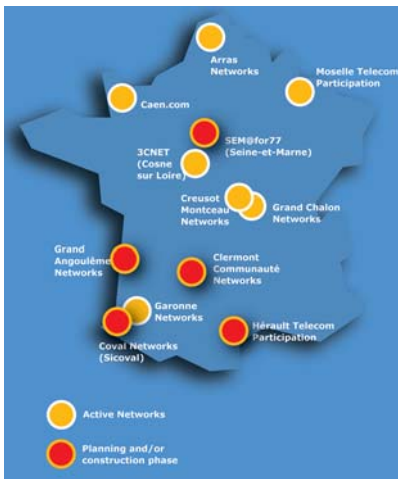 Arras
Networks
Moselle Telecom
Participation
Caen.com
SEM@for77
(Seine-et-Marne)
3CNET (Cosne
sur Loire)
Creusot
Montceau
Networks
Grand Chalon
Networks
Grand
Angoulême
Networks
Clermont
Communauté
Networks
Garonne
Networks
Coval Networks
(Sicoval)
Hérault Telecom
Participation
Active Networks
Planning and/or
construction phase